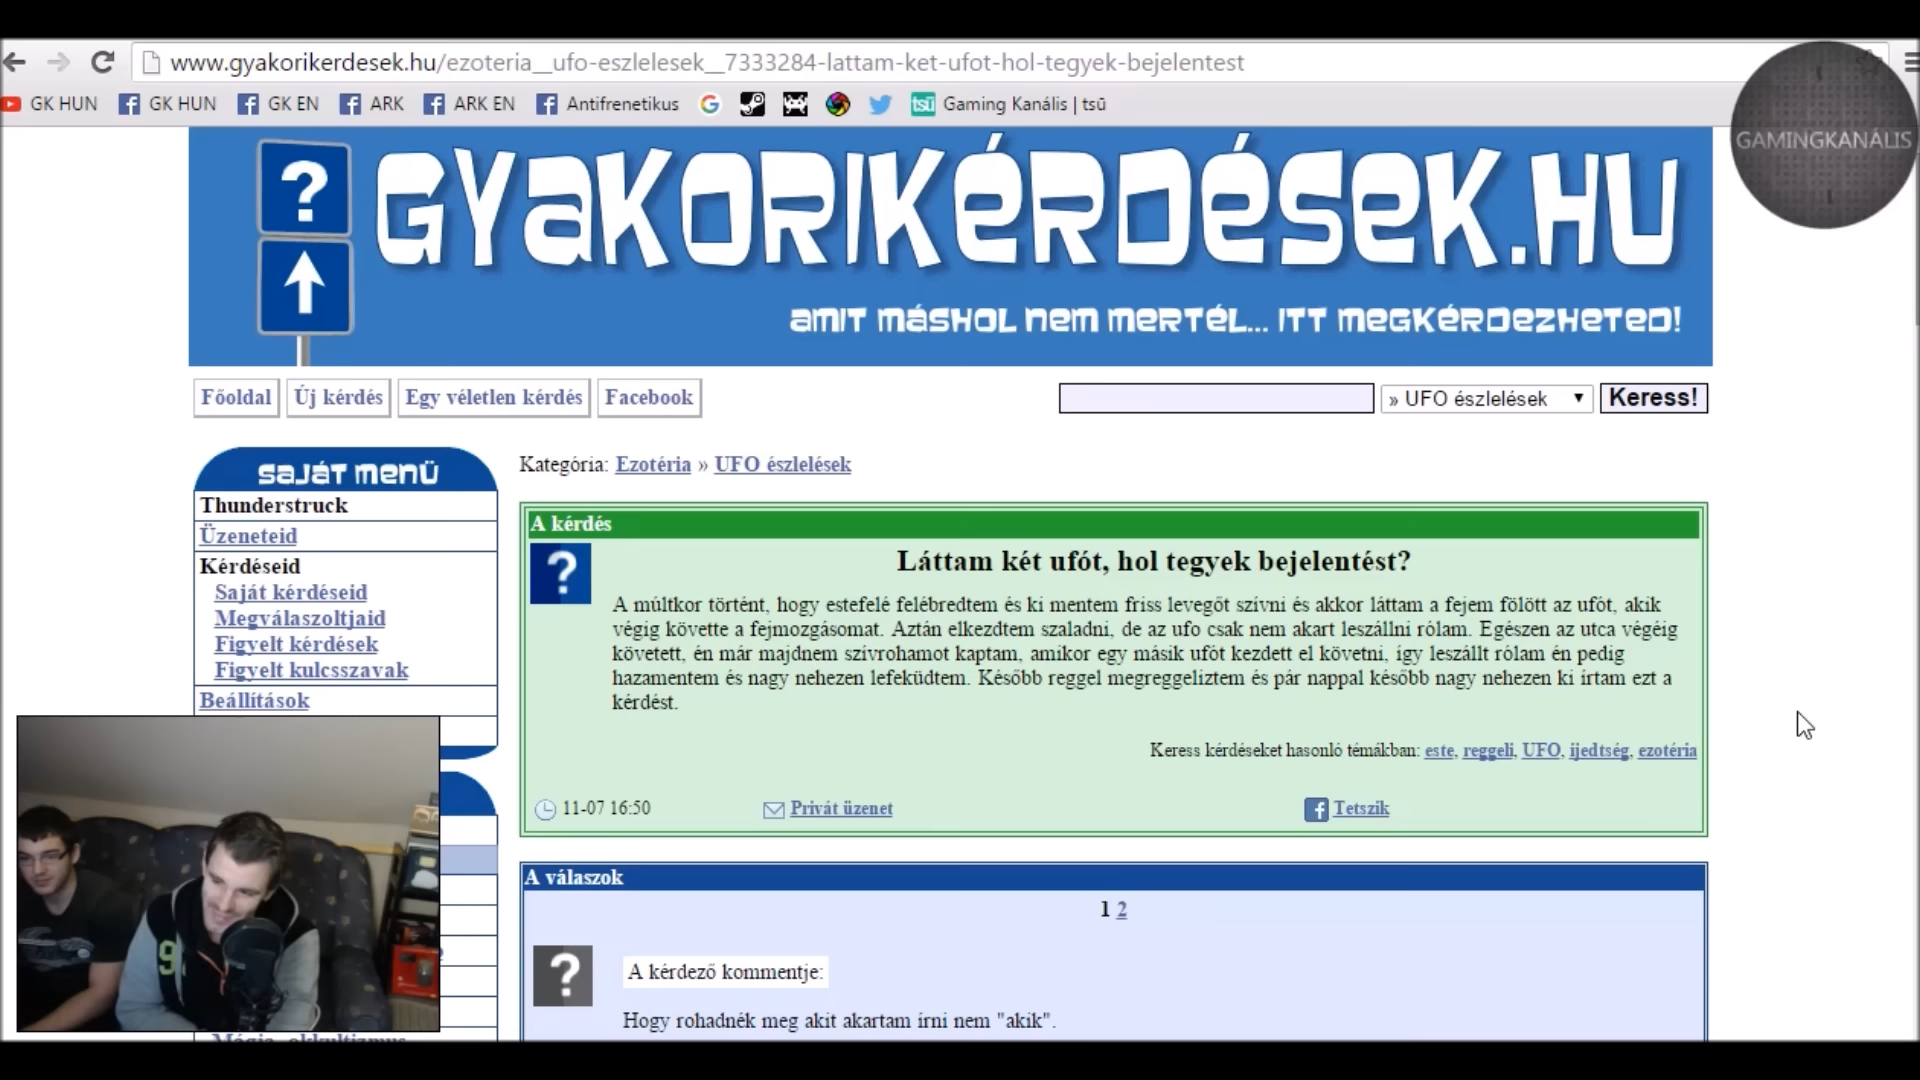 www.gyakorikerdesek.hu/ezoteria__ufo-eszlelesek__7333284-lattam-ket-ufot-hol-tegyek-bejelentest
GK HUN GK HUN GK EN ARK ARK EN Antifrenetikus Gaming Kanális | tsū
GAMINGKANÁLIS
GYAKORIKÉRDÉSEK.HU
AMIT MÁSHOL NEM MERTÉL... ITT MEGKÉRDEZHETED!
Főoldal Új kérdés Egy véletlen kérdés Facebook » UFO észlelések Keress!
SAJÁT MENÜ
Thunderstruck
Üzeneteid
Kérdéseid
Saját kérdéseid
Megválaszoltjaid
Figyelt kérdések
Figyelt kulcsszavak
Beállítások
Kategória: Ezotéria » UFO észlelések
A kérdés
Láttam két ufót, hol tegyek bejelentést?
A múltkor történt, hogy estefelé felébredtem és ki mentem friss levegőt szívni és akkor láttam a fejem fölött az ufót, akik
végig követte a fejmozgásomat. Aztán elkezdtem szaladni, de az ufo csak nem akart leszállni rólam. Egészen az utca végéig
követett, én már majdnem szívrohamot kaptam, amikor egy másik ufót kezdett el követni, így leszállt rólam én pedig
hazamentem és nagy nehezen lefeküdtem. Később reggel megreggeliztem és pár nappal később nagy nehezen ki írtam ezt a
kérdést.
Keress kérdéseket hasonló témákban: este, reggeli, UFO, ijedtség, ezotéria
11-07 16:50 Privát üzenet Tetszik
A válaszok
1 2
A kérdező kommentje:
Hogy rohadnék meg akit akartam írni nem "akik".
Mágia, okkultizmus